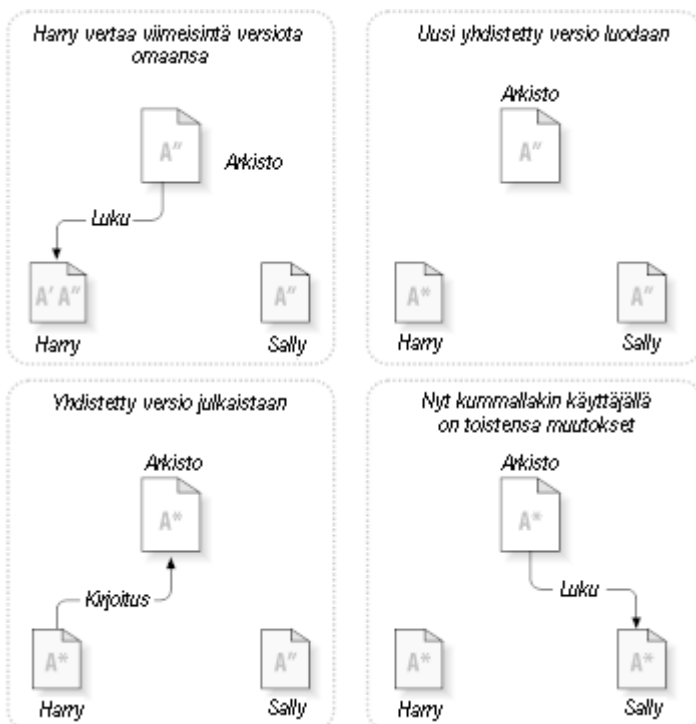 Harry vertaa viimeisintä versiota
omaansa
A″
Arkisto
Luku
A′ A″
A″
Harry
Sally
Uusi yhdistetty versio luodaan
Arkisto
A″
A*
A″
Harry
Sally
Yhdistetty versio julkaistaan
Arkisto
A*
Kirjoitus
A*
A″
Harry
Sally
Nyt kummallakin käyttäjällä
on toistensa muutokset
Arkisto
A*
Luku
A*
A*
Harry
Sally